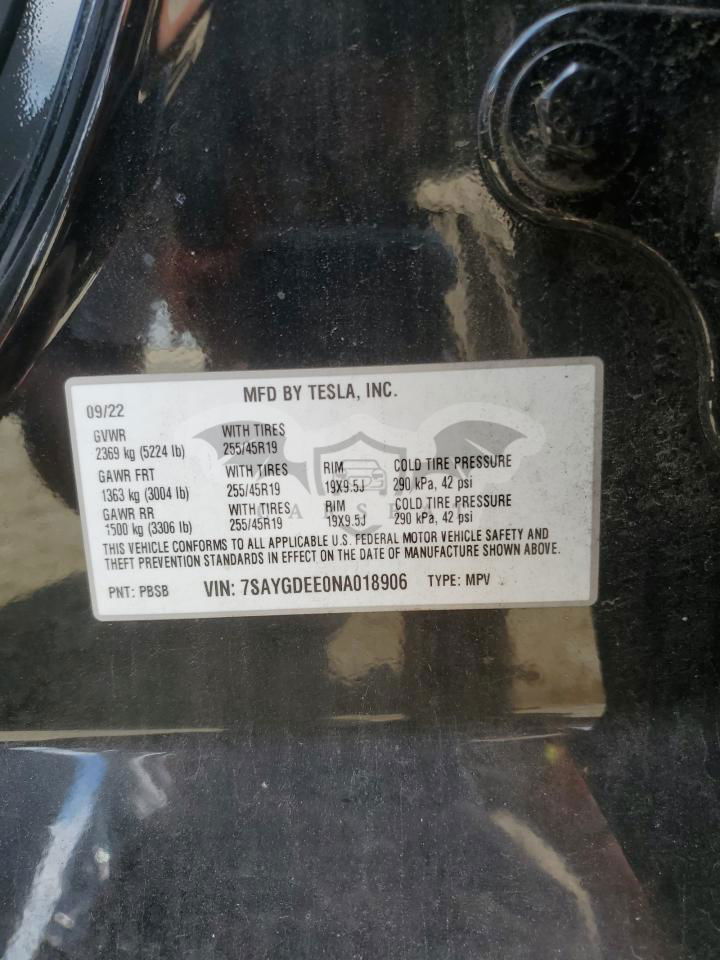 MFD BY TESLA, INC.
09/22
GVWR WITH TIRES
2369 kg (5224 lb) 255/45R19
GAWR FRT WITH TIRES RIM COLD TIRE PRESSURE
1363 kg (3004 lb) 255/45R19 19X9.5J 290 kPa, 42 psi
GAWR RR WITH TIRES RIM COLD TIRE PRESSURE
1500 kg (3306 lb) 255/45R19 19X9.5J 290 kPa, 42 psi
THIS VEHICLE CONFORMS TO ALL APPLICABLE U.S. FEDERAL MOTOR VEHICLE SAFETY AND
THEFT PREVENTION STANDARDS IN EFFECT ON THE DATE OF MANUFACTURE SHOWN ABOVE.
PNT: PBSB VIN: 7SAYGDEE0NA018906 TYPE: MPV